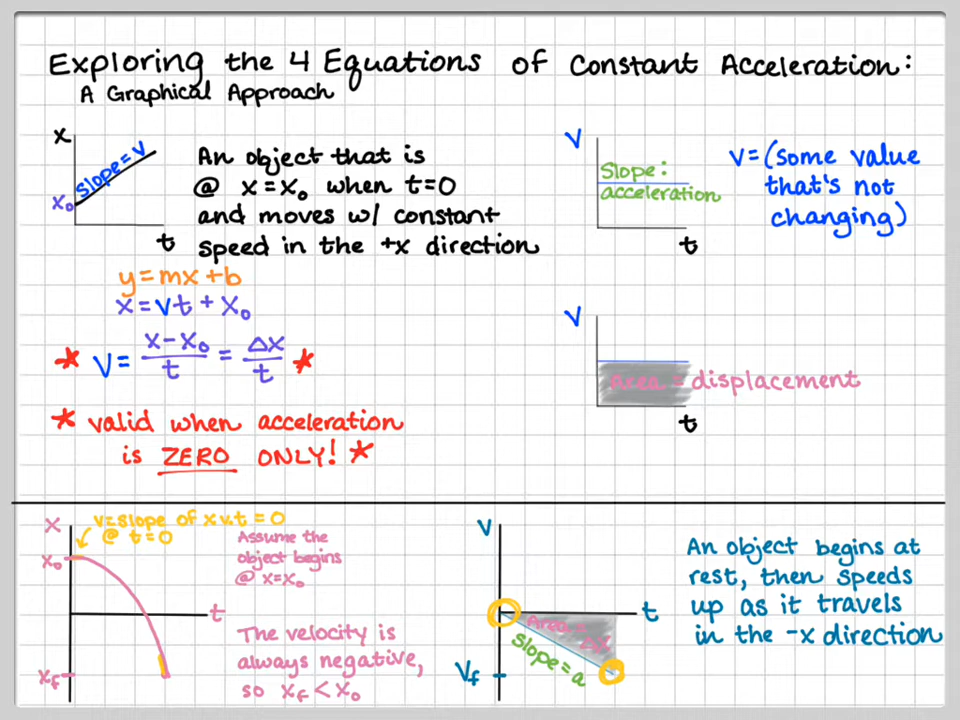 Exploring the 4 Equations of Constant Acceleration:
A Graphical Approach
x
Slope = v
x₀
t
An object that is
@ x=x₀ when t=0
and moves w/ constant
speed in the +x direction
V
Slope:
acceleration
t
v=(some value
that's not
changing)
y=mx+b
x=vt+x₀
* V= x-x₀/t = Δx/t *
* valid when acceleration
is ZERO ONLY! *
V
Area = displacement
t
x
v=slope of x v.t = 0
@ t=0
x₀
t
x_f
Assume the
object begins
@ x=x₀
The velocity is
always negative,
so x_f < x₀
V
t
Area =
Δx
Slope=a
V_f
An object begins at
rest, then speeds
up as it travels
in the -x direction